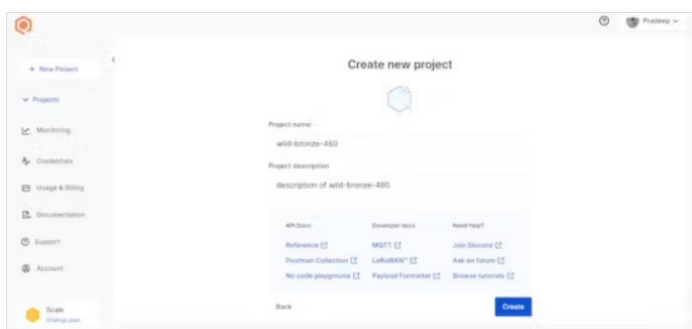 Pradeep
+ New Project
Create new project
Projects
Project name
Monitoring
wild-bronze-460
Credentials
Project description
Usage & Billing
description of wild-bronze-460
Documentation
API Docs Developer docs Need help?
Support
Reference MQTT Join Discord
Postman Collection LoRaWAN™ Ask on forum
Account
No code playground Payload Formatter Browse tutorials
Scale
Change plan
Back
Create